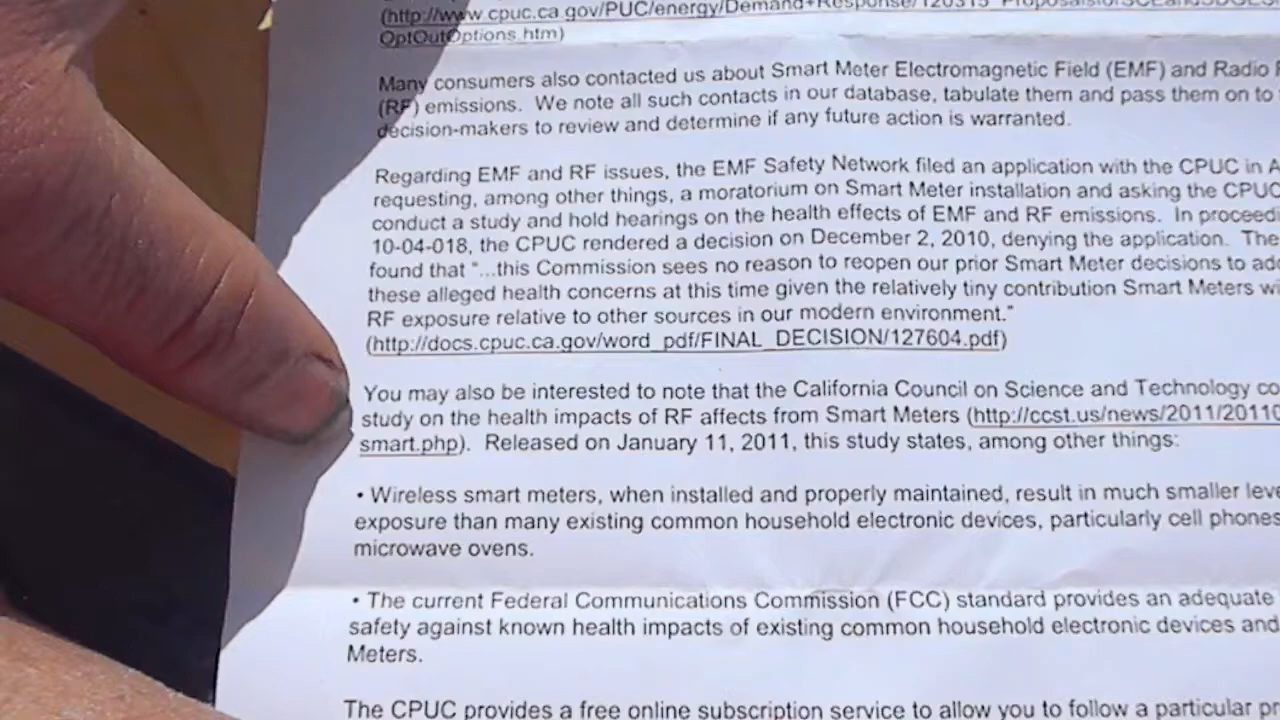 (http://www.cpuc.ca.gov/PUC/energy/Demand+Response/120315
OptOutOptions.htm)
Many consumers also contacted us about Smart Meter Electromagnetic Field (EMF) and Radio
(RF) emissions. We note all such contacts in our database, tabulate them and pass them on to
decision-makers to review and determine if any future action is warranted.
Regarding EMF and RF issues, the EMF Safety Network filed an application with the CPUC in A
requesting, among other things, a moratorium on Smart Meter installation and asking the CPUC
conduct a study and hold hearings on the health effects of EMF and RF emissions. In proceedi
10-04-018, the CPUC rendered a decision on December 2, 2010, denying the application. The
found that "...this Commission sees no reason to reopen our prior Smart Meter decisions to add
these alleged health concerns at this time given the relatively tiny contribution Smart Meters wi
RF exposure relative to other sources in our modern environment."
(http://docs.cpuc.ca.gov/word_pdf/FINAL_DECISION/127604.pdf)
You may also be interested to note that the California Council on Science and Technology co
study on the health impacts of RF affects from Smart Meters (http://ccst.us/news/2011/20110
smart.php). Released on January 11, 2011, this study states, among other things:
• Wireless smart meters, when installed and properly maintained, result in much smaller leve
exposure than many existing common household electronic devices, particularly cell phones
microwave ovens.
• The current Federal Communications Commission (FCC) standard provides an adequate
safety against known health impacts of existing common household electronic devices and
Meters.
The CPUC provides a free online subscription service to allow you to follow a particular pr